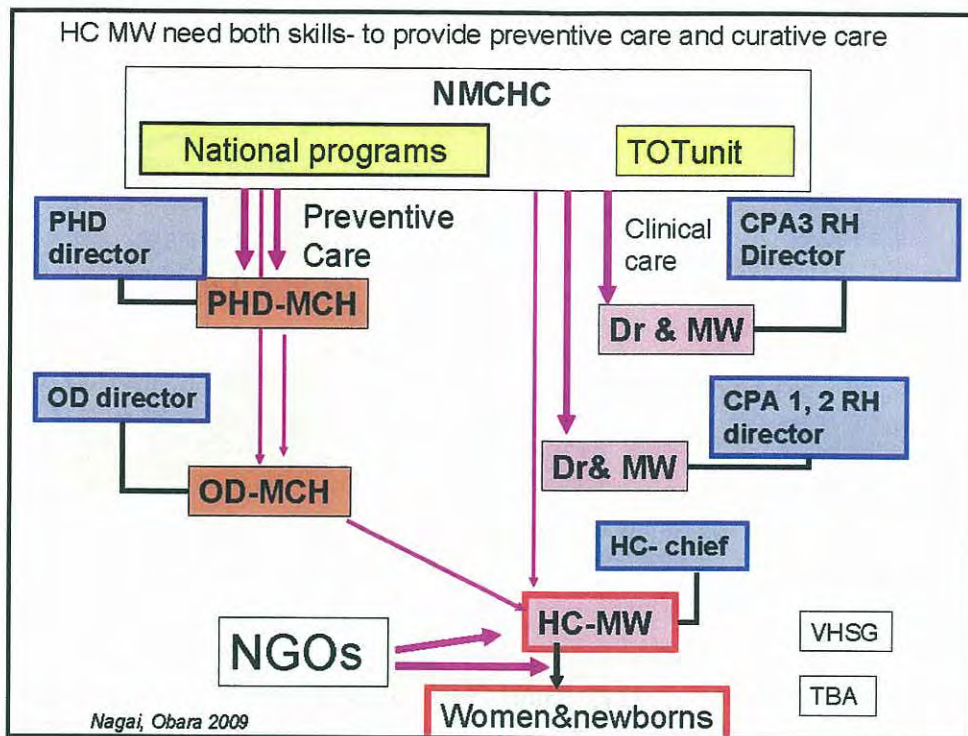 HC MW need both skills- to provide preventive care and curative care
NMCHC
National programs
TOTunit
PHD
director
Preventive
Care
Clinical
care
CPA3 RH
Director
PHD-MCH
Dr & MW
OD director
CPA 1, 2 RH
director
OD-MCH
Dr& MW
HC- chief
HC-MW
NGOs
VHSG
TBA
Women&newborns
Nagai, Obara 2009